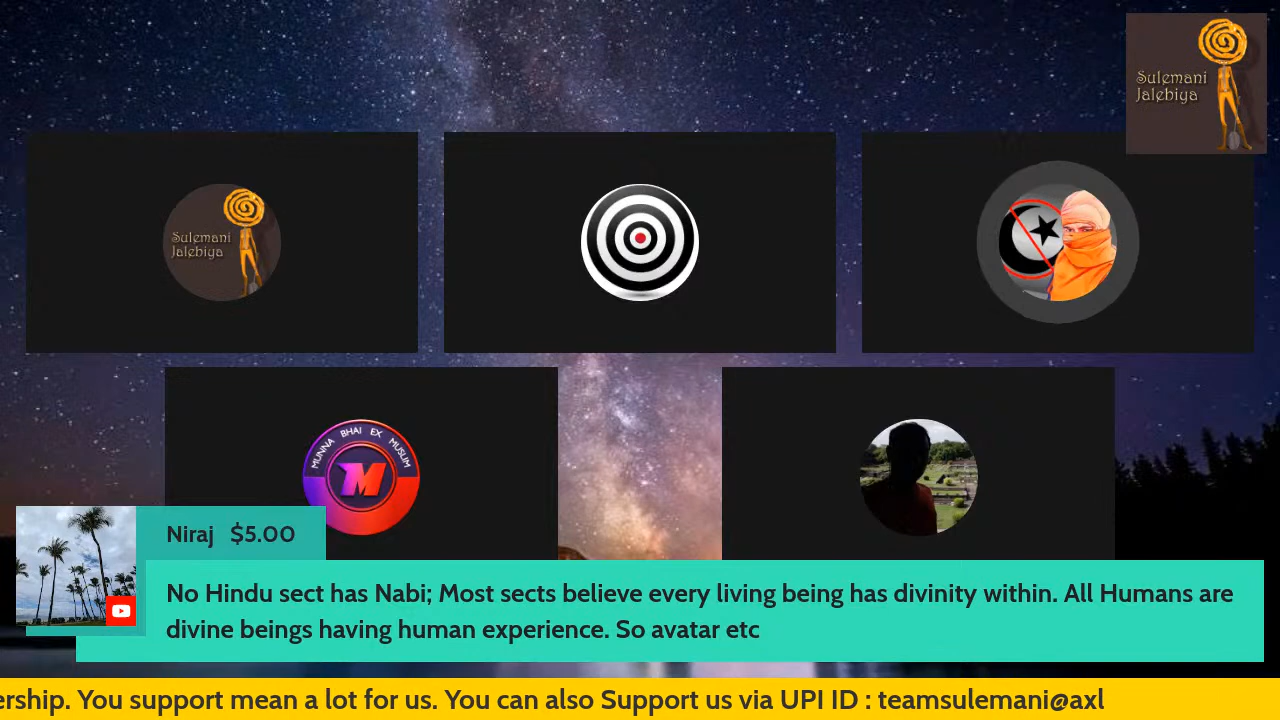 Sulemani
Jalebiya
Sulemani
Jalebiya
MUNNA BHAI EX MUSLIM
M
Niraj $5.00
No Hindu sect has Nabi; Most sects believe every living being has divinity within. All Humans are
divine beings having human experience. So avatar etc
ership. You support mean a lot for us. You can also Support us via UPI ID : teamsulemani@axl